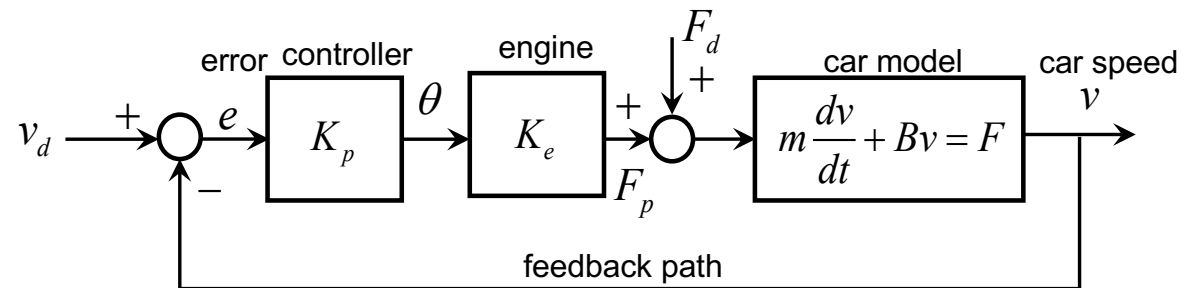 error controller
engine
F_d
car model
car speed
v
v_d
+
e
K_p
θ
K_e
+
+
m dv/dt + Bv = F
−
F_p
feedback path